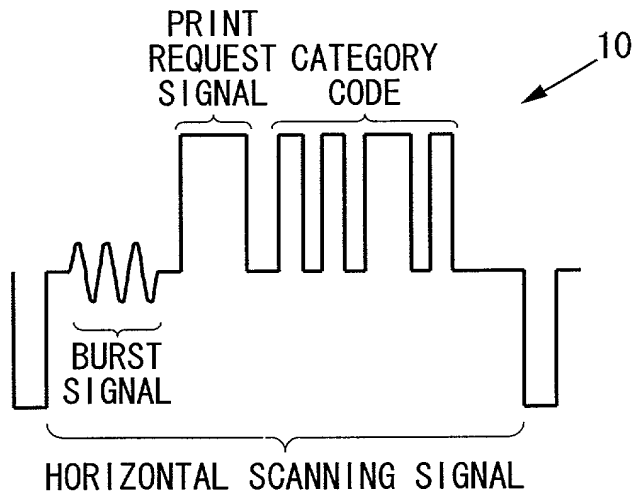 PRINT
REQUEST
SIGNAL
CATEGORY
CODE
10
BURST
SIGNAL
HORIZONTAL SCANNING SIGNAL